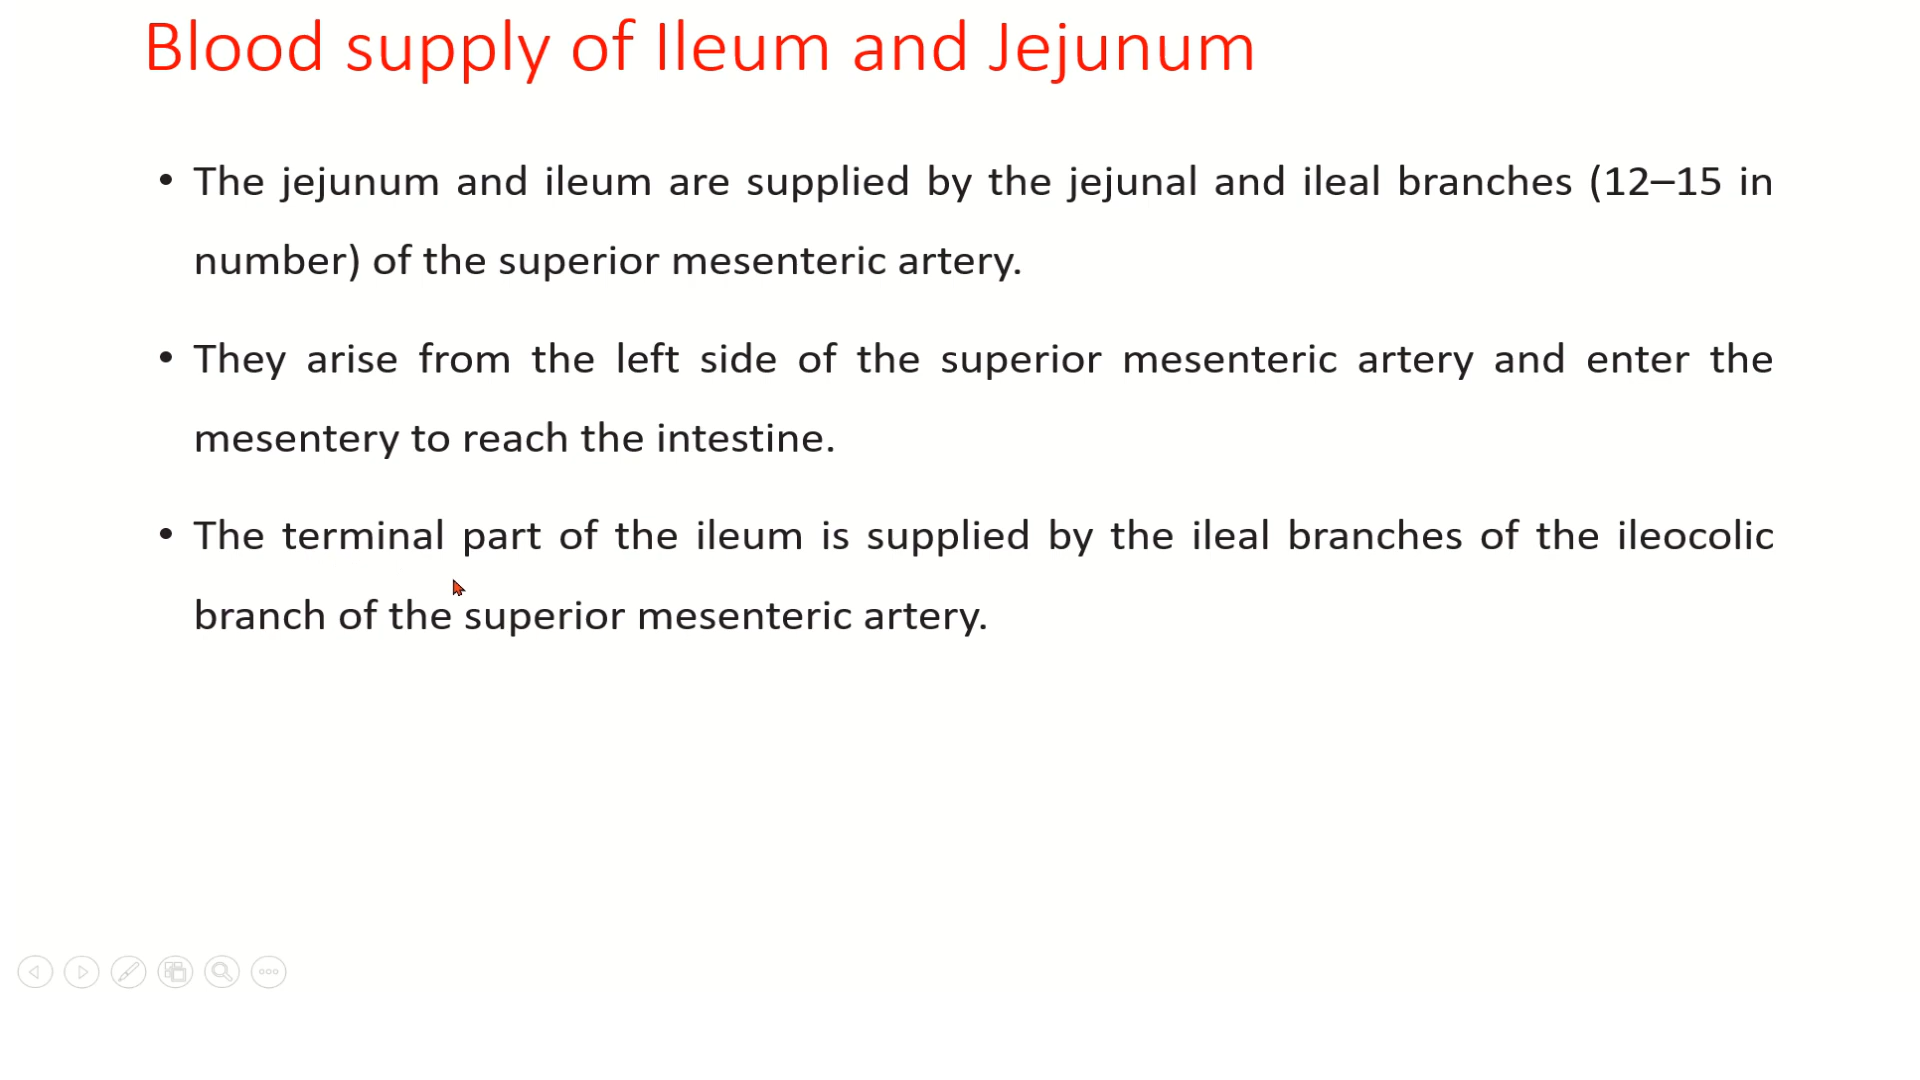 Blood supply of Ileum and Jejunum
• The jejunum and ileum are supplied by the jejunal and ileal branches (12–15 in
number) of the superior mesenteric artery.
• They arise from the left side of the superior mesenteric artery and enter the
mesentery to reach the intestine.
• The terminal part of the ileum is supplied by the ileal branches of the ileocolic
branch of the superior mesenteric artery.